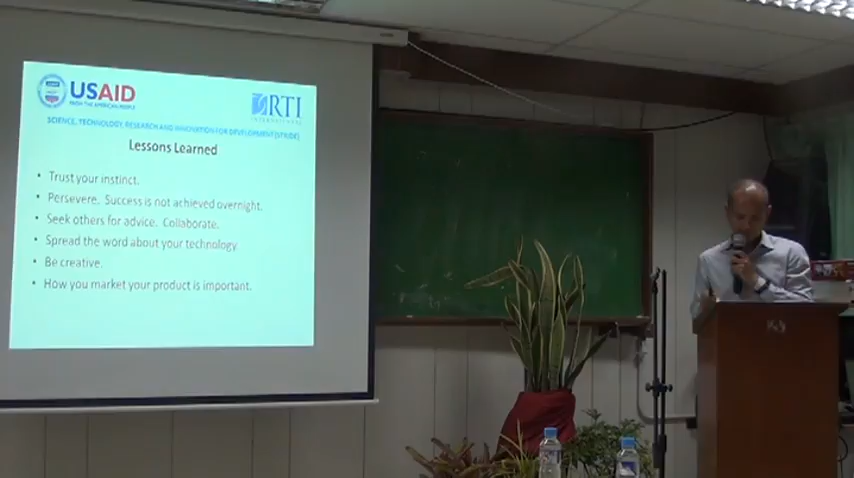 USAID
FROM THE AMERICAN PEOPLE
RTI
INTERNATIONAL
SCIENCE, TECHNOLOGY, RESEARCH AND INNOVATION FOR DEVELOPMENT (STRIDE)
Lessons Learned
• Trust your instinct.
• Persevere. Success is not achieved overnight.
• Seek others for advice. Collaborate.
• Spread the word about your technology
• Be creative.
• How you market your product is important.